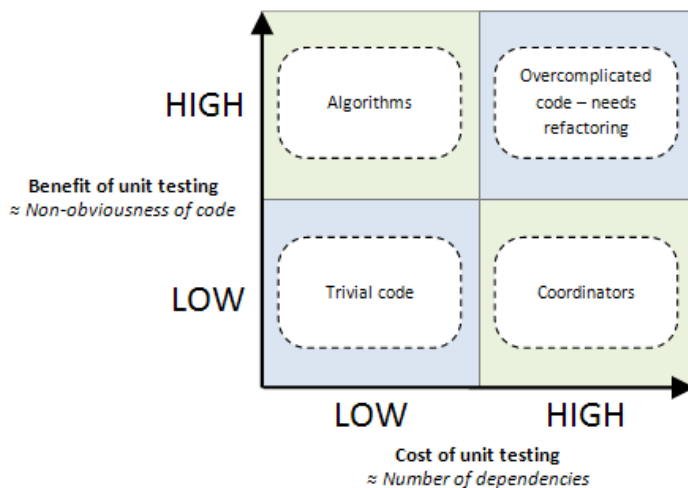 HIGH
Algorithms
Overcomplicated
code – needs
refactoring
Benefit of unit testing
≈ Non-obviousness of code
LOW
Trivial code
Coordinators
LOW
HIGH
Cost of unit testing
≈ Number of dependencies